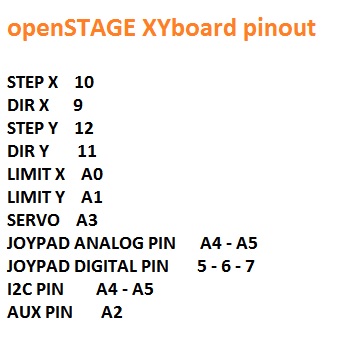 openSTAGE XYboard pinout
STEP X 10
DIR X 9
STEP Y 12
DIR Y 11
LIMIT X A0
LIMIT Y A1
SERVO A3
JOYPAD ANALOG PIN A4 - A5
JOYPAD DIGITAL PIN 5 - 6 - 7
I2C PIN A4 - A5
AUX PIN A2